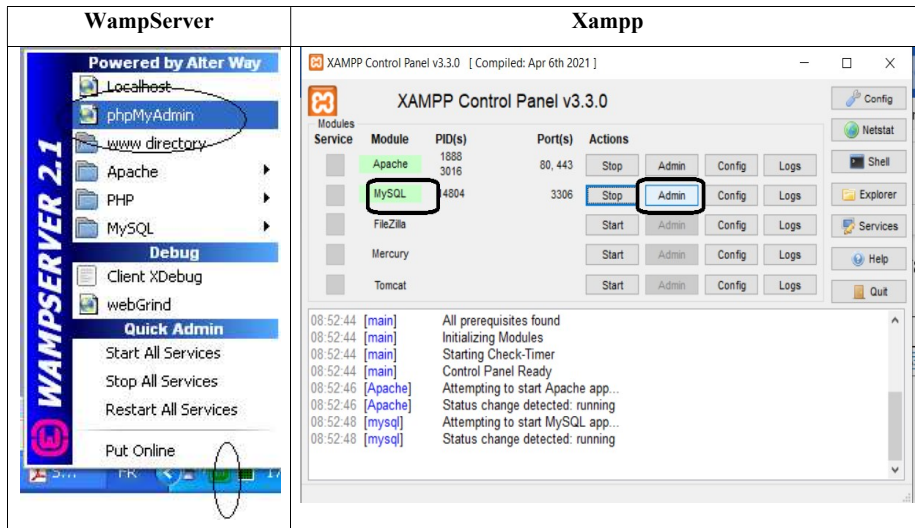 WampServer
Xampp
WAMPSERVER 2.1
Powered by Alter Way
Localhost
phpMyAdmin
www directory
Apache
PHP
MySQL
Debug
Client XDebug
webGrind
Quick Admin
Start All Services
Stop All Services
Restart All Services
Put Online
FR
XAMPP Control Panel v3.3.0 [ Compiled: Apr 6th 2021 ]
XAMPP Control Panel v3.3.0
Config
Modules
Service Module PID(s) Port(s) Actions
Netstat
Apache 1888 3016 80, 443 Stop Admin Config Logs
Shell
MySQL 14804 3306 Stop Admin Config Logs
Explorer
FileZilla Start Admin Config Logs
Services
Mercury Start Admin Config Logs
Help
Tomcat Start Admin Config Logs
Quit
08:52:44 [main] All prerequisites found
08:52:44 [main] Initializing Modules
08:52:44 [main] Starting Check-Timer
08:52:44 [main] Control Panel Ready
08:52:46 [Apache] Attempting to start Apache app...
08:52:46 [Apache] Status change detected: running
08:52:48 [mysql] Attempting to start MySQL app...
08:52:48 [mysql] Status change detected: running